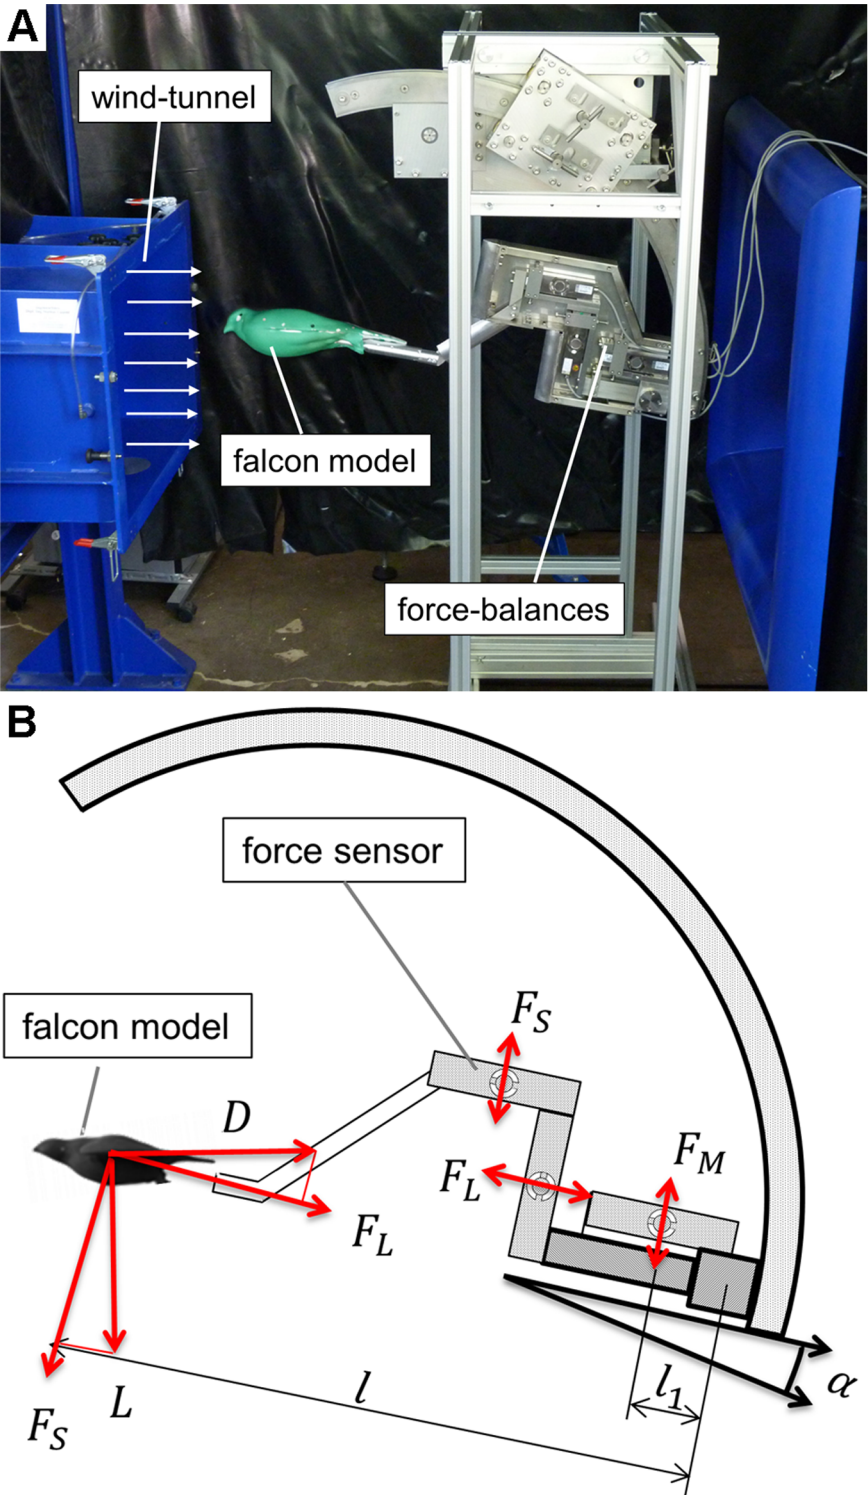 A
wind-tunnel
falcon model
force-balances
B
force sensor
falcon model
F_S
D
F_L
F_L
F_M
l
l_1
α
F_S
L